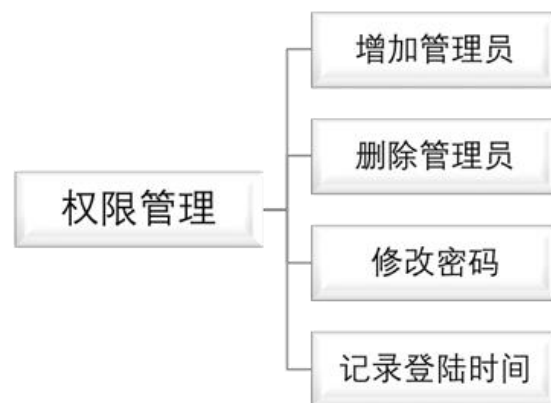 增加管理员
删除管理员
权限管理
修改密码
记录登陆时间